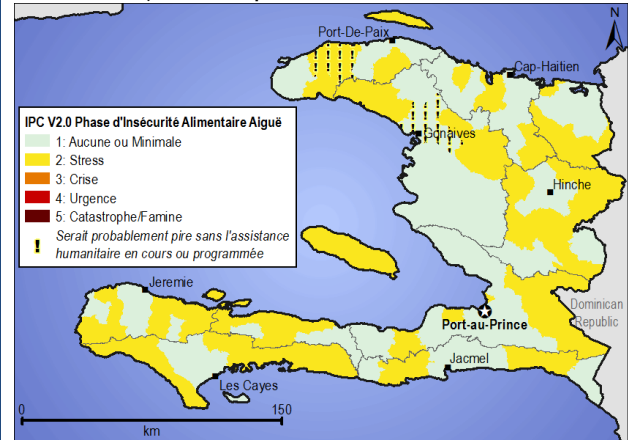 N
Port-De-Paix
Cap-Haitien
IPC V2.0 Phase d'Insécurité Alimentaire Aiguë
1: Aucune ou Minimale
2: Stress
3: Crise
4: Urgence
5: Catastrophe/Famine
! Serait probablement pire sans l'assistance
humanitaire en cours ou programmée
Gonaives
Hinche
Jeremie
Dominican
Republic
Port-au-Prince
Jacmel
Les Cayes
0 150
km